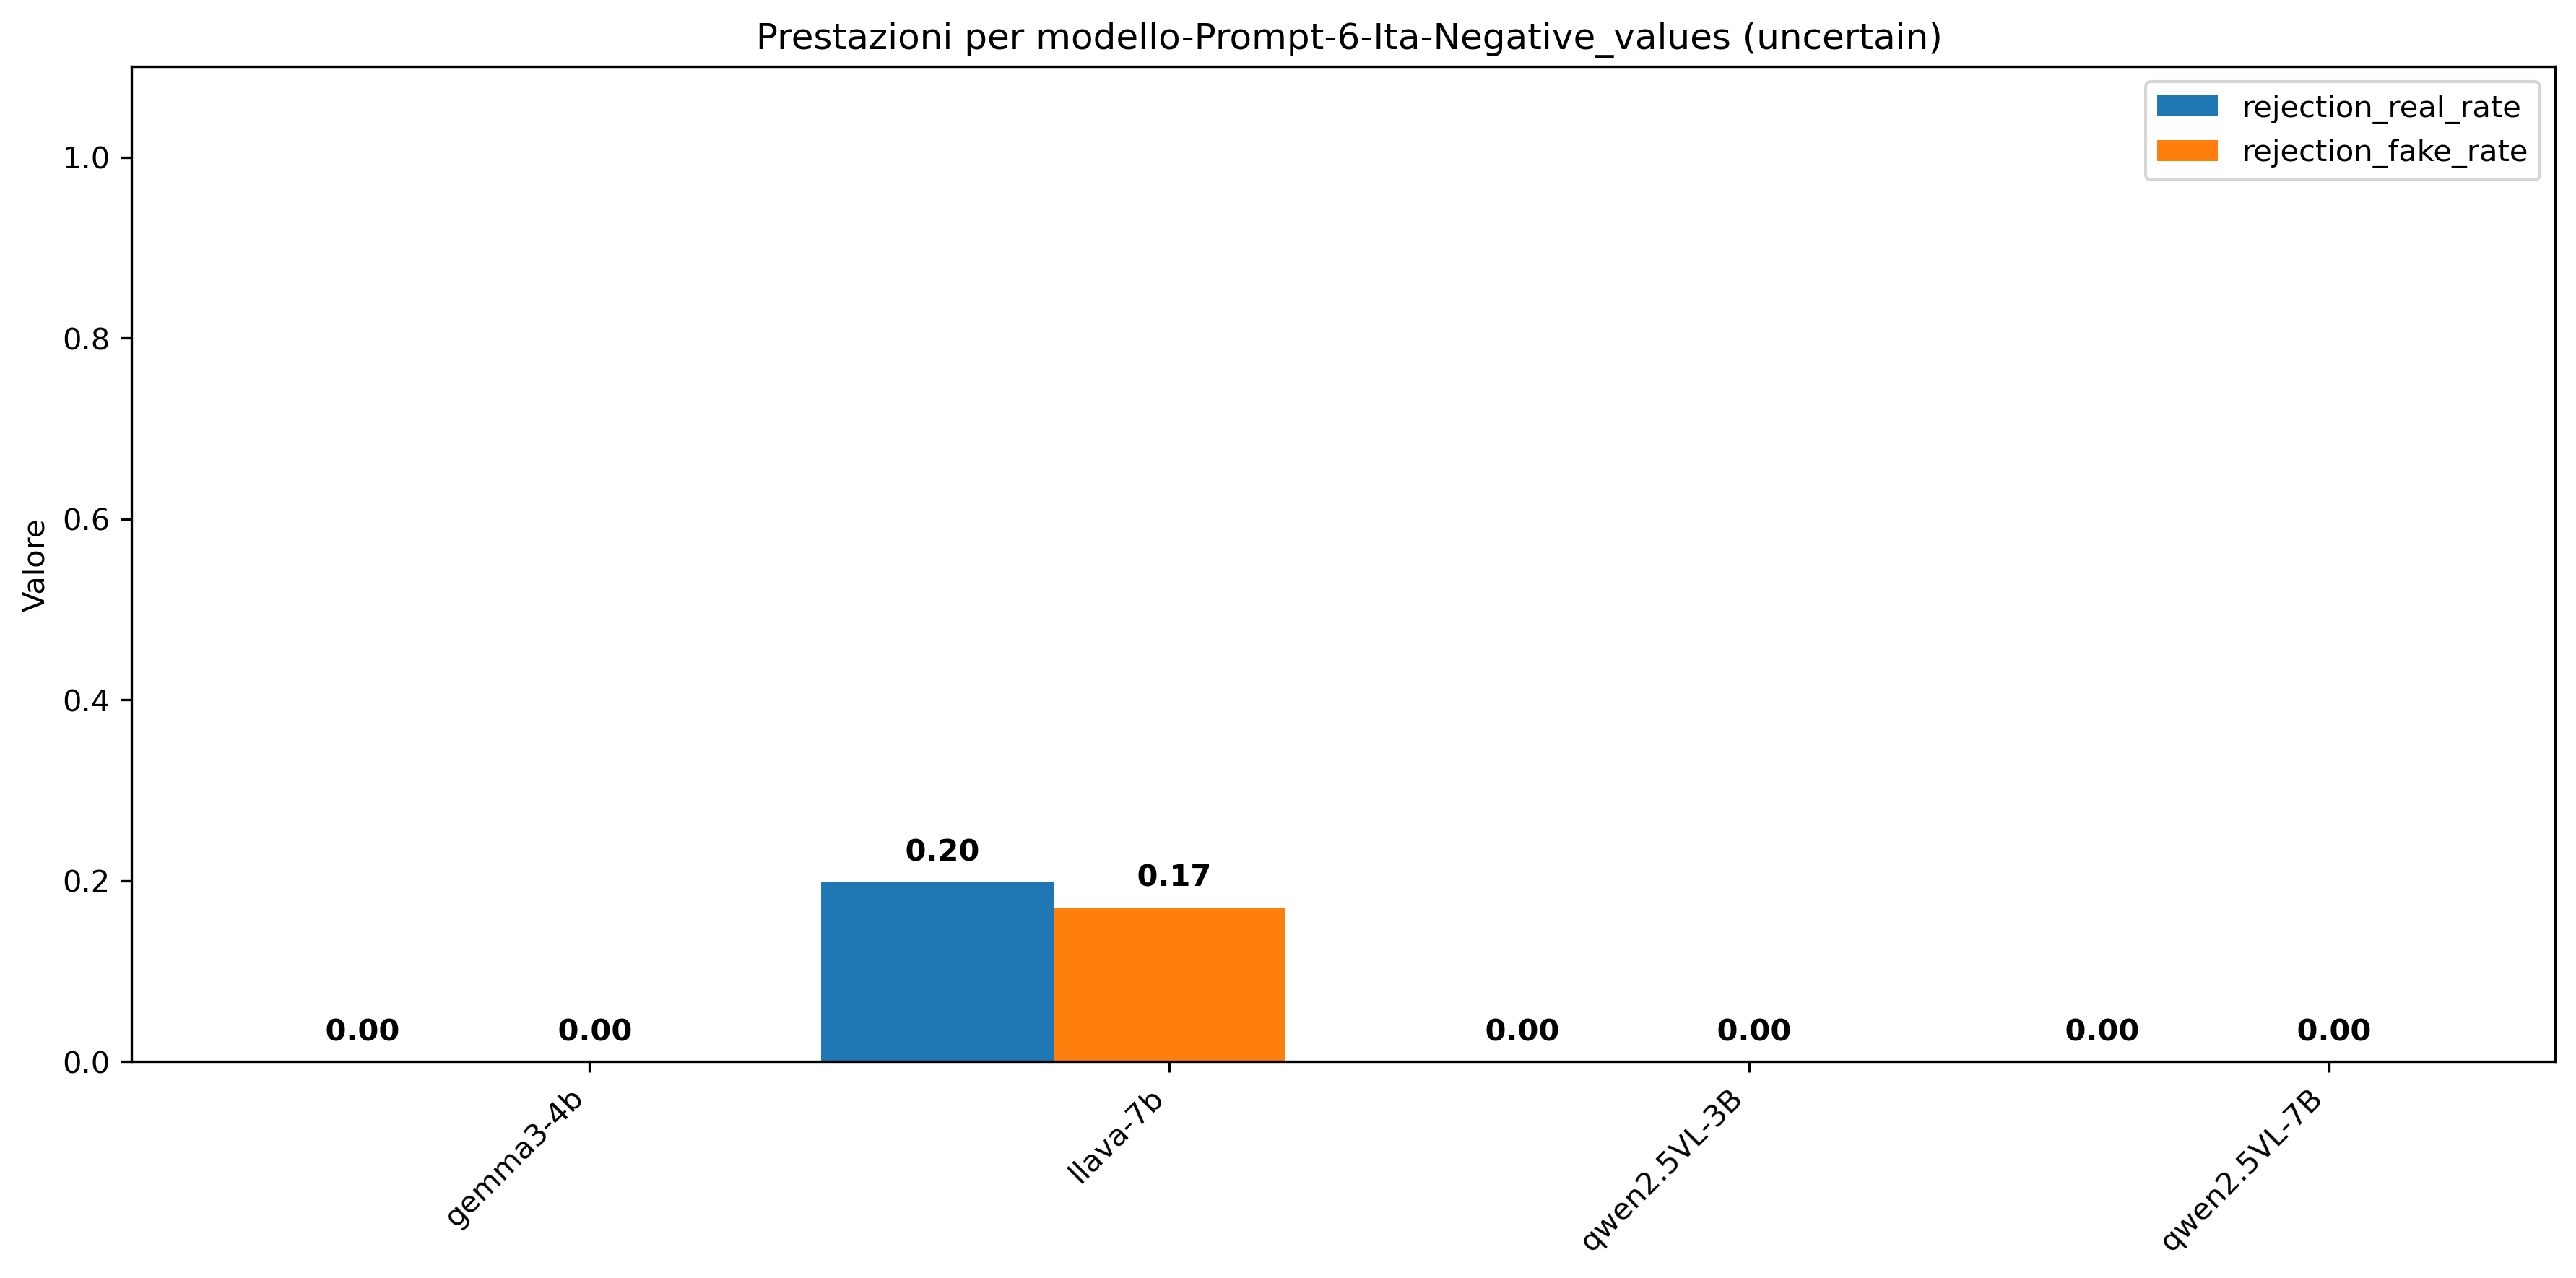 Prestazioni per modello-Prompt-6-Ita-Negative_values (uncertain)
rejection_real_rate
rejection_fake_rate
Valore
1.0
0.8
0.6
0.4
0.2
0.0
0.00
0.00
0.20
0.17
0.00
0.00
0.00
0.00
gemma3-4b
llava-7b
qwen2.5VL-3B
qwen2.5VL-7B